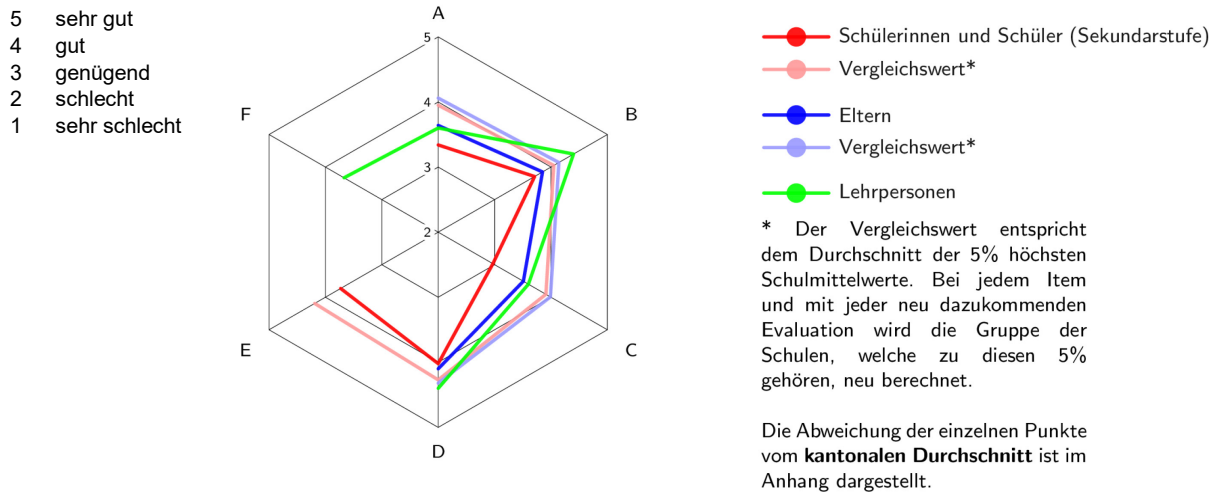 5 sehr gut
4 gut
3 genügend
2 schlecht
1 sehr schlecht
A
5
4
3
2
F
B
E
C
D
Schülerinnen und Schüler (Sekundarstufe)
Vergleichswert*
Eltern
Vergleichswert*
Lehrpersonen
* Der Vergleichswert entspricht
dem Durchschnitt der 5% höchsten
Schulmittelwerte. Bei jedem Item
und mit jeder neu dazukommenden
Evaluation wird die Gruppe der
Schulen, welche zu diesen 5%
gehören, neu berechnet.
Die Abweichung der einzelnen Punkte
vom kantonalen Durchschnitt ist im
Anhang dargestellt.